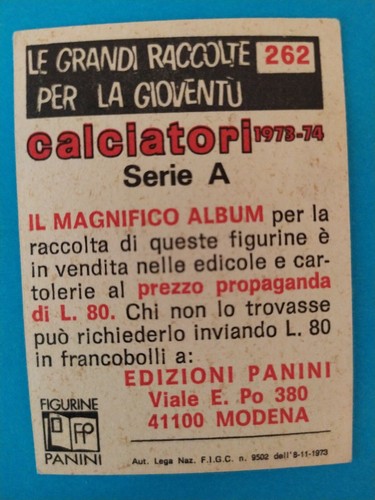 LE GRANDI RACCOLTE 262
PER LA GIOVENTÙ
calciatori 1973-74
Serie A
IL MAGNIFICO ALBUM per la
raccolta di queste figurine è
in vendita nelle edicole e car-
tolerie al prezzo propaganda
di L. 80. Chi non lo trovasse
può richiederlo inviando L. 80
in francobolli a:
EDIZIONI PANINI
Viale E. Po 380
41100 MODENA
FIGURINE
FP
PANINI
Aut. Lega Naz. F.I.G.C. n. 9502 dell'8-11-1973